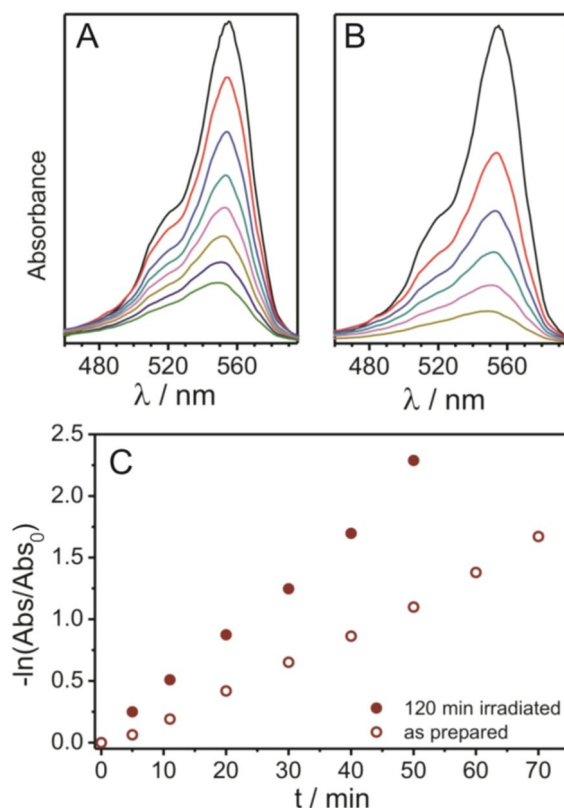 A
B
Absorbance
480 520 560
480 520 560
λ / nm
λ / nm
C
-ln(Abs/Abs₀)
2.5
2.0
1.5
1.0
0.5
0.0
120 min irradiated
as prepared
0 10 20 30 40 50 60 70
t / min